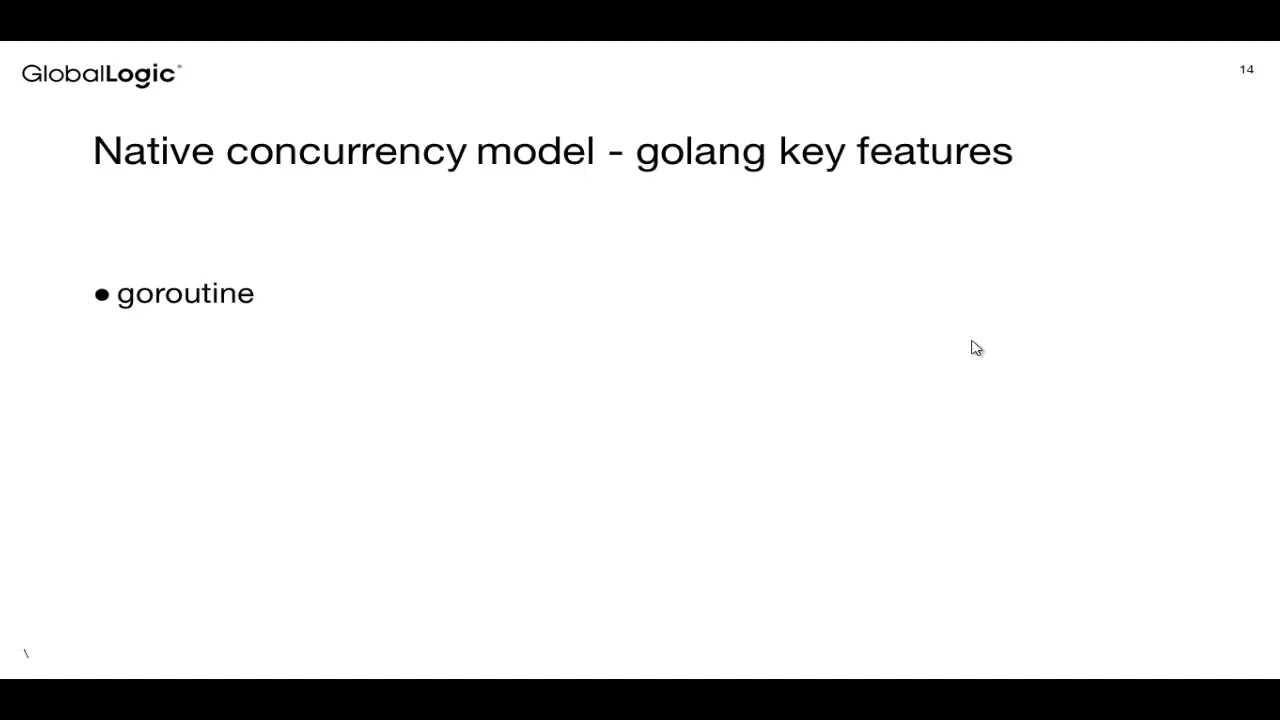 GlobalLogic®
14
Native concurrency model - golang key features
● goroutine
\